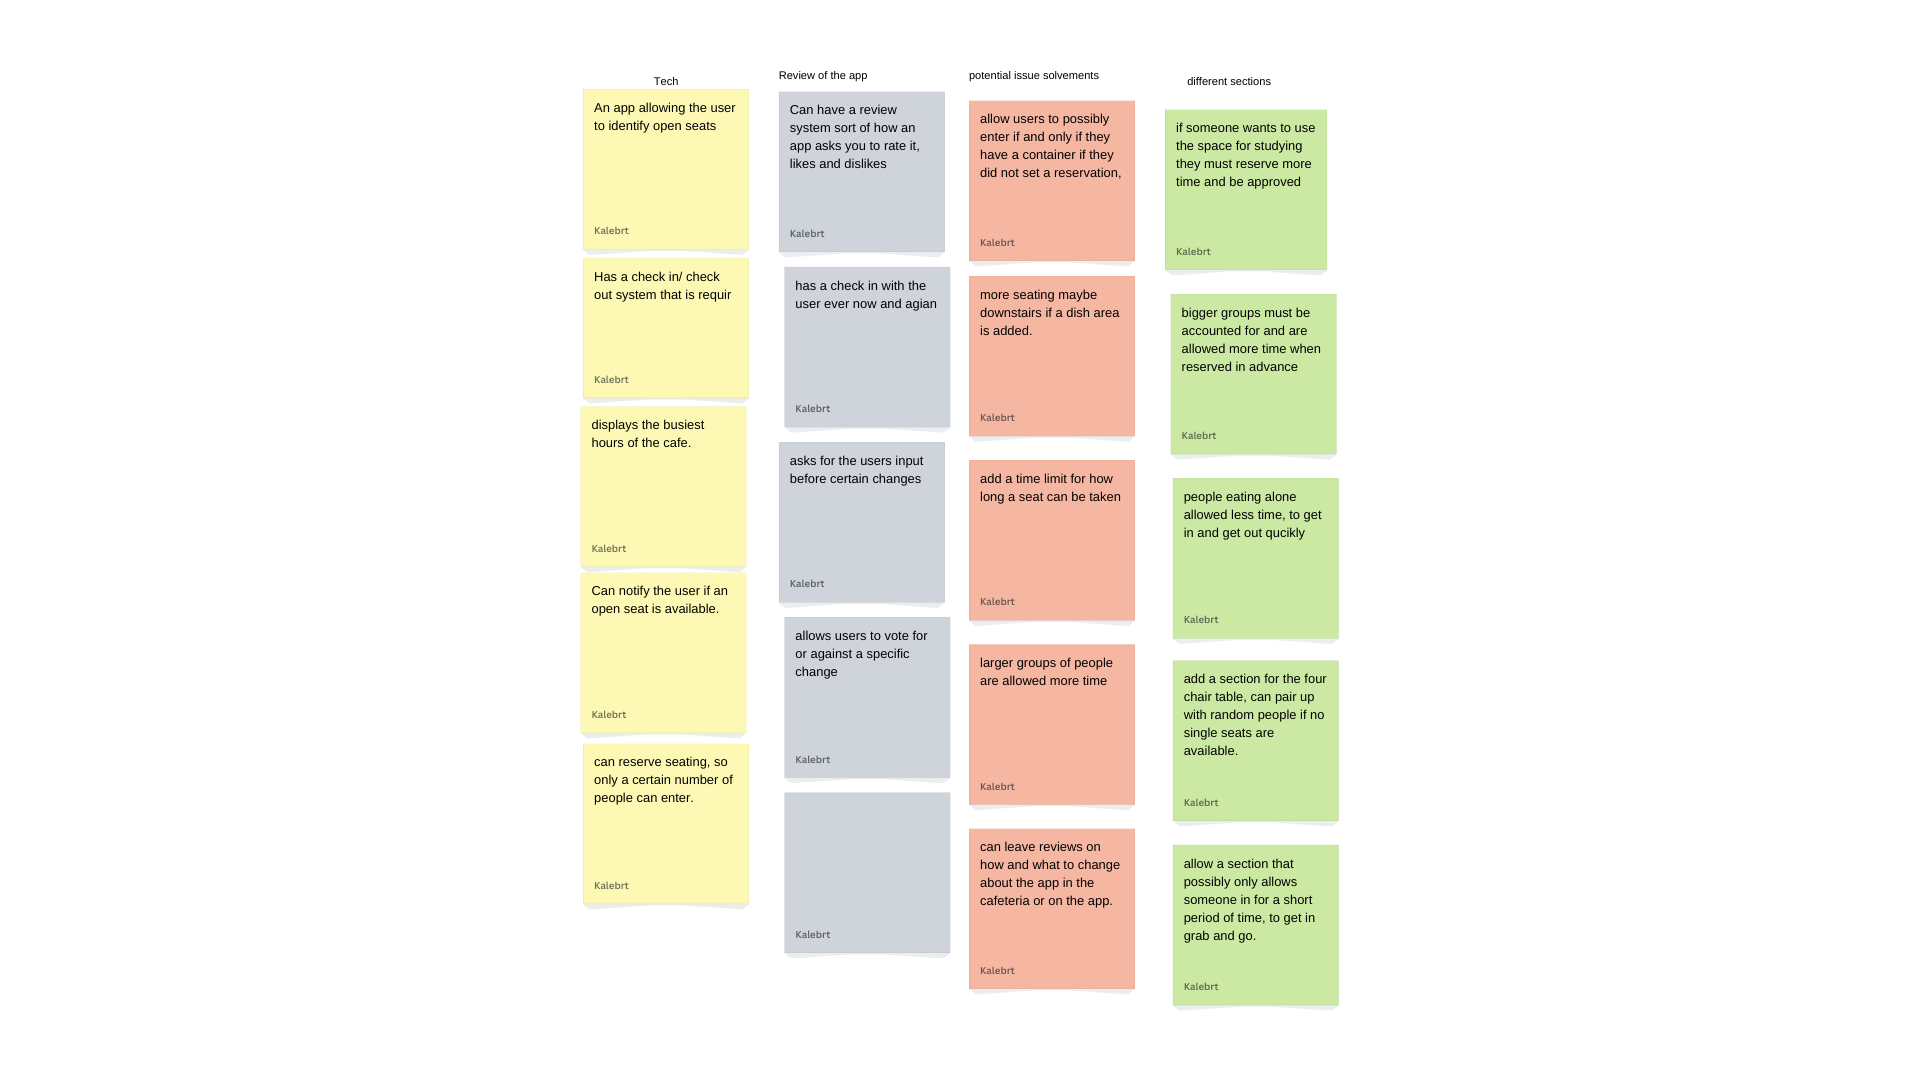 Tech
An app allowing the user
to identify open seats
Kalebrt
Has a check in/ check
out system that is requir
Kalebrt
displays the busiest
hours of the cafe.
Kalebrt
Can notify the user if an
open seat is available.
Kalebrt
can reserve seating, so
only a certain number of
people can enter.
Kalebrt
Review of the app
Can have a review
system sort of how an
app asks you to rate it,
likes and dislikes
Kalebrt
has a check in with the
user ever now and agian
Kalebrt
asks for the users input
before certain changes
Kalebrt
allows users to vote for
or against a specific
change
Kalebrt
Kalebrt
potential issue solvements
allow users to possibly
enter if and only if they
have a container if they
did not set a reservation,
Kalebrt
more seating maybe
downstairs if a dish area
is added.
Kalebrt
add a time limit for how
long a seat can be taken
Kalebrt
larger groups of people
are allowed more time
Kalebrt
can leave reviews on
how and what to change
about the app in the
cafeteria or on the app.
Kalebrt
different sections
if someone wants to use
the space for studying
they must reserve more
time and be approved
Kalebrt
bigger groups must be
accounted for and are
allowed more time when
reserved in advance
Kalebrt
people eating alone
allowed less time, to get
in and get out qucikly
Kalebrt
add a section for the four
chair table, can pair up
with random people if no
single seats are
available.
Kalebrt
allow a section that
possibly only allows
someone in for a short
period of time, to get in
grab and go.
Kalebrt